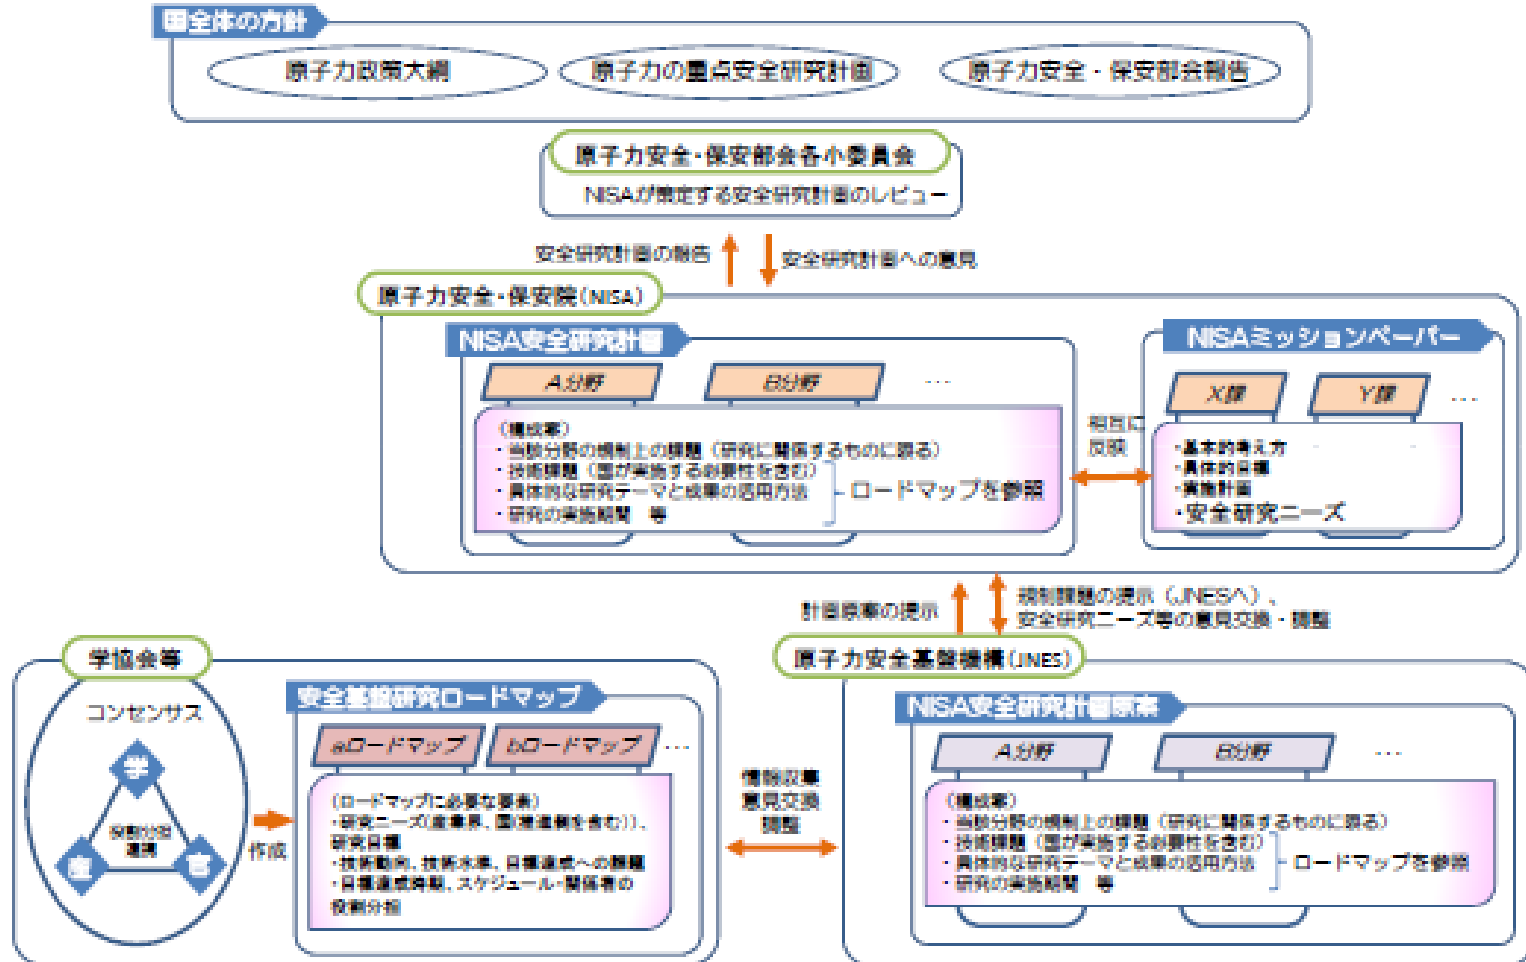 国全体の方針
原子力政策大綱
原子力の重点安全研究計画
原子力安全・保安部会報告
原子力安全・保安部会各小委員会
NISAが策定する安全研究計画のレビュー
安全研究計画の報告
安全研究計画への意見
原子力安全・保安院(NISA)
NISA安全研究計画
A分野
B分野
…
(構成案)
・当該分野の規制上の課題（研究に関係するものに限る）
・技術課題（国が実施する必要性を含む）
・具体的な研究テーマと成果の活用方法
・研究の実施期間　等
ロードマップを参照
相互に
反映
NISAミッションペーパー
X課
Y課
…
・基本的考え方
・具体的目標
・実施計画
・安全研究ニーズ
計画原案の提示
規制課題の提示（JNESへ）、
安全研究ニーズ等の意見交換・調整
学協会等
コンセンサス
学
役割分担
連携
産
官
作成
安全基盤研究ロードマップ
aロードマップ
bロードマップ
…
(ロードマップに必要な要素)
・研究ニーズ(産業界、国(推進側を含む))、
研究目標
・技術動向、技術水準、目標達成への課題
・目標達成時期、スケジュール・関係者の
役割分担
情報収集
意見交換
調整
原子力安全基盤機構(JNES)
NISA安全研究計画原案
A分野
B分野
…
(構成案)
・当該分野の規制上の課題（研究に関係するものに限る）
・技術課題（国が実施する必要性を含む）
・具体的な研究テーマと成果の活用方法
・研究の実施期間　等
ロードマップを参照